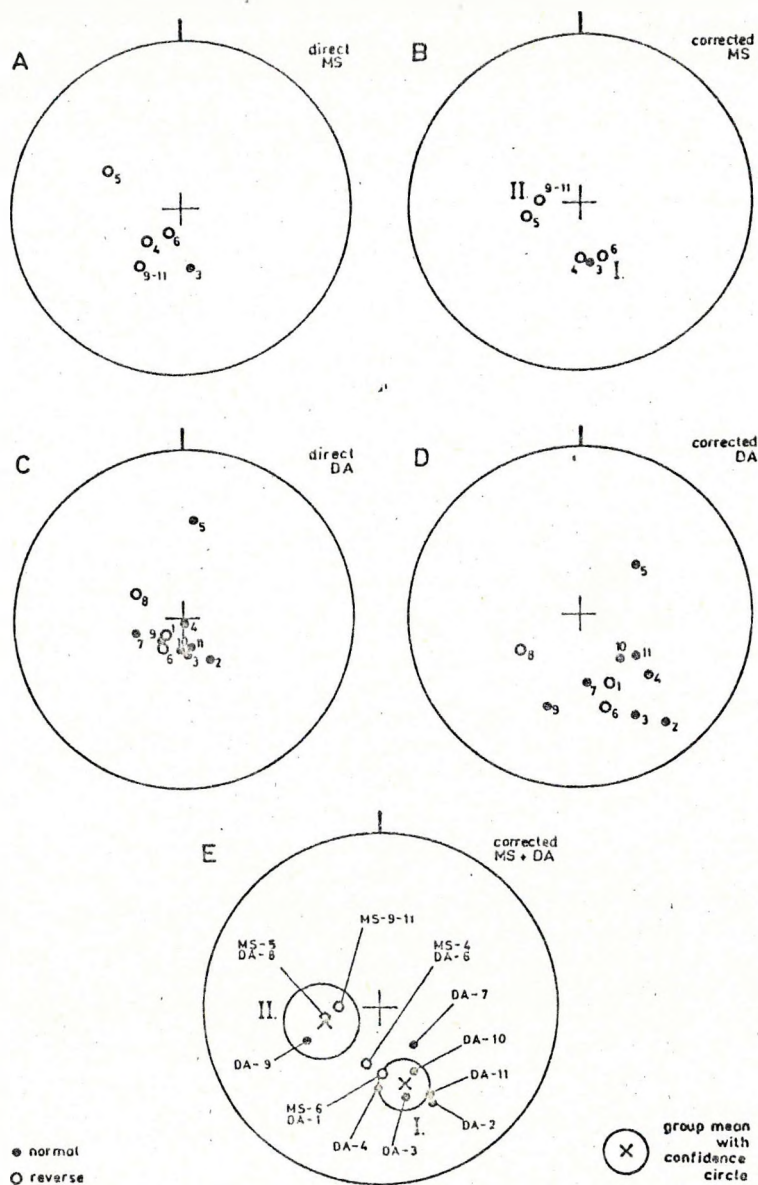 A
direct
MS
5
6
4
9-11
3
B
corrected
MS
II.
9-11
5
6
4
3
I.
C
direct
DA
5
8
4
7
9
1
10
11
6
3
2
D
corrected
DA
5
8
10
11
4
7
1
9
6
3
2
E
corrected
MS + DA
MS-9-11
MS-5
DA-8
MS-4
DA-6
II.
DA-7
DA-9
DA-10
DA-11
MS-6
DA-1
I.
DA-4
DA-3
DA-2
normal
reverse
group mean
with
confidence
circle